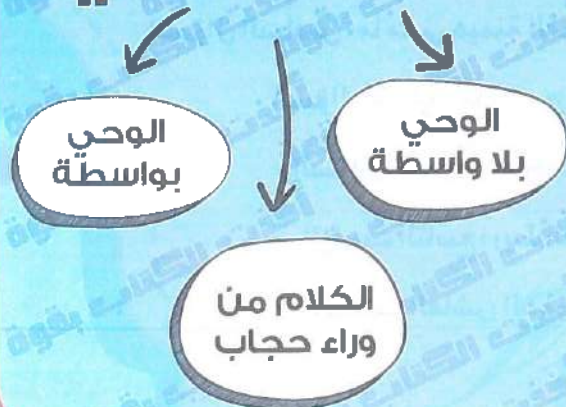 الوحي
بلا واسطة
الكلام من
وراء حجاب
الوحي
بواسطة